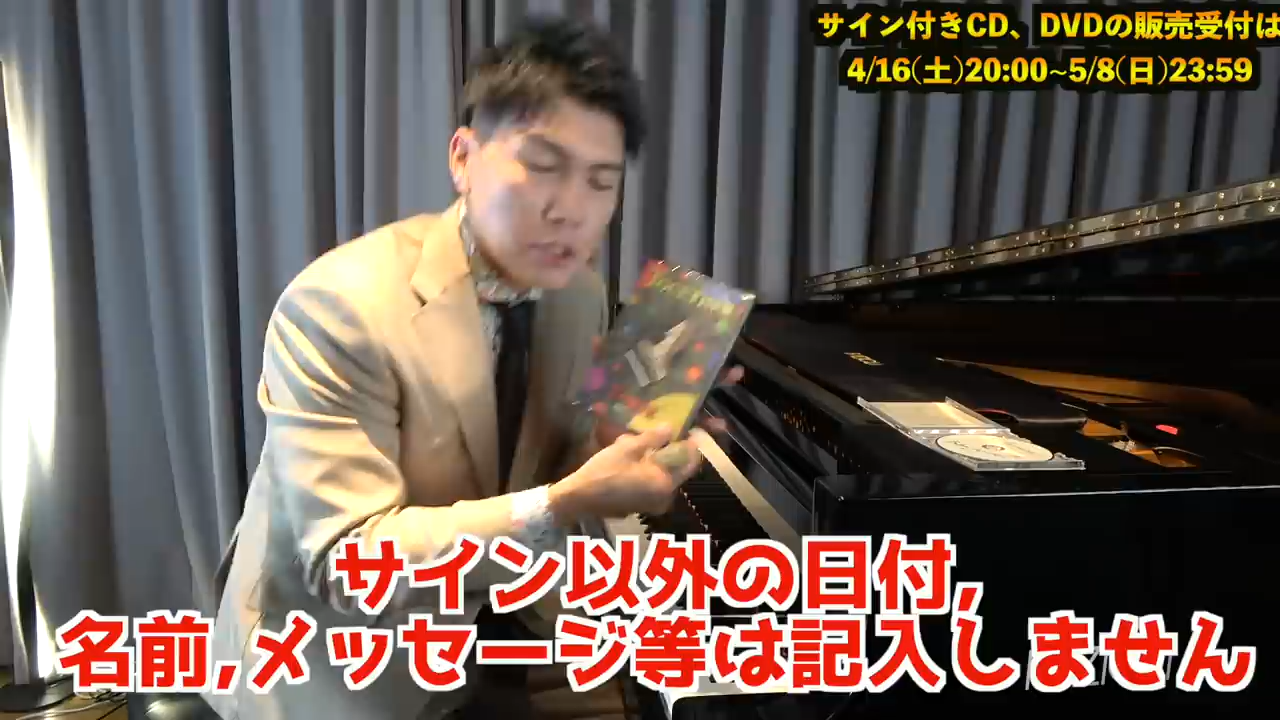 サイン付きCD、DVDの販売受付は
4/16(土)20:00~5/8(日)23:59
サイン以外の日付,
名前,メッセージ等は記入しません